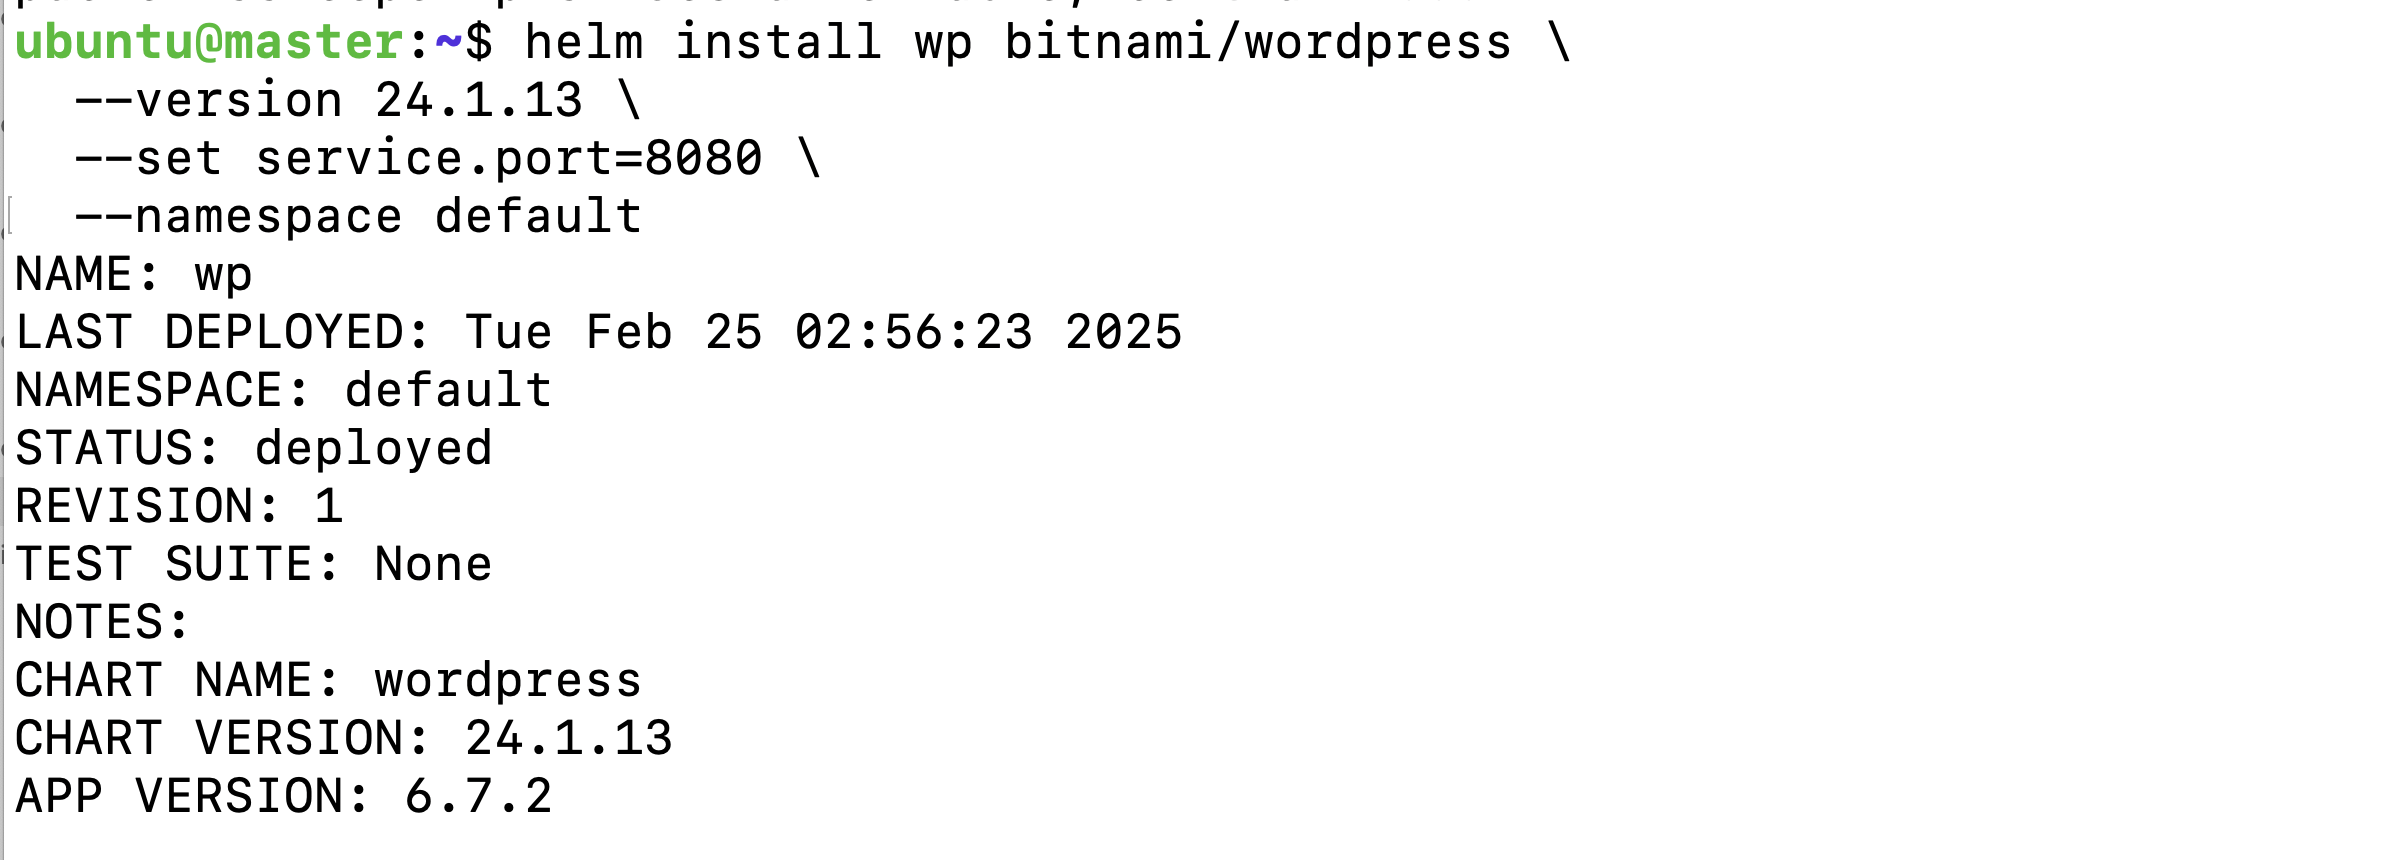 ubuntu@master:~$ helm install wp bitnami/wordpress \
  --version 24.1.13 \
  --set service.port=8080 \
  --namespace default
NAME: wp
LAST DEPLOYED: Tue Feb 25 02:56:23 2025
NAMESPACE: default
STATUS: deployed
REVISION: 1
TEST SUITE: None
NOTES:
CHART NAME: wordpress
CHART VERSION: 24.1.13
APP VERSION: 6.7.2